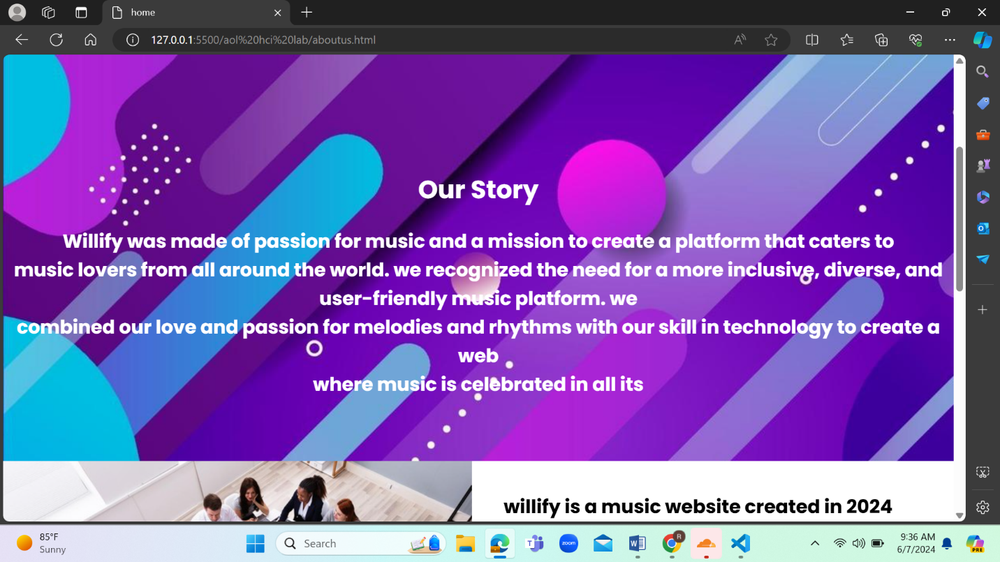 home
127.0.0.1:5500/aol%20hci%20lab/aboutus.html
Our Story
Willify was made of passion for music and a mission to create a platform that caters to
music lovers from all around the world. we recognized the need for a more inclusive, diverse, and
user-friendly music platform. we
combined our love and passion for melodies and rhythms with our skill in technology to create a
web
where music is celebrated in all its
willify is a music website created in 2024
85°F
Sunny
Search
zoom
R
9:36 AM
6/7/2024
PRE